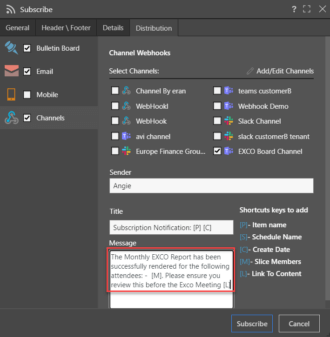 Subscribe
General Header \ Footer Details Distribution
Bulletin Board
Email
Mobile
Channels
Channel Webhooks
Select Channels: Add/Edit Channels
Channel By eran teams customerB
WebHookI Webhook Demo
WebHook Slack Channel
avi channel slack customerB tenant
Europe Finance Grou... EXCO Board Channel
Sender
Angie
Title
Subscription Notification: [P] [C]
Message
The Monthly EXCO Report has been
successfully rendered for the following
attendees: - [M]. Please ensure you
review this before the Exco Meeting [L]
Shortcuts keys to add
[P]- Item name
[S]- Schedule Name
[C]- Create Date
[M]- Slice Members
[L]- Link To Content
Subscribe Cancel